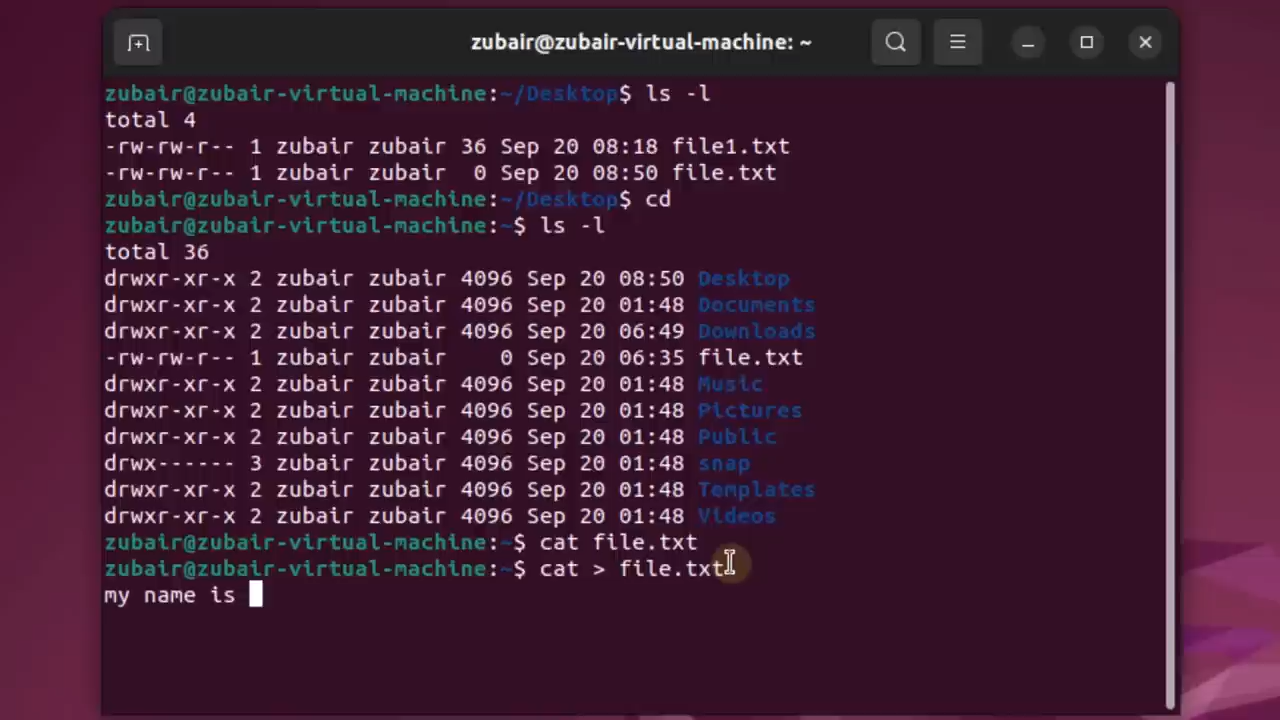 zubair@zubair-virtual-machine: ~
zubair@zubair-virtual-machine:~/Desktop$ ls -l
total 4
-rw-rw-r-- 1 zubair zubair 36 Sep 20 08:18 file1.txt
-rw-rw-r-- 1 zubair zubair  0 Sep 20 08:50 file.txt
zubair@zubair-virtual-machine:~/Desktop$ cd
zubair@zubair-virtual-machine:~$ ls -l
total 36
drwxr-xr-x 2 zubair zubair 4096 Sep 20 08:50 Desktop
drwxr-xr-x 2 zubair zubair 4096 Sep 20 01:48 Documents
drwxr-xr-x 2 zubair zubair 4096 Sep 20 06:49 Downloads
-rw-rw-r-- 1 zubair zubair    0 Sep 20 06:35 file.txt
drwxr-xr-x 2 zubair zubair 4096 Sep 20 01:48 Music
drwxr-xr-x 2 zubair zubair 4096 Sep 20 01:48 Pictures
drwxr-xr-x 2 zubair zubair 4096 Sep 20 01:48 Public
drwx------ 3 zubair zubair 4096 Sep 20 01:48 snap
drwxr-xr-x 2 zubair zubair 4096 Sep 20 01:48 Templates
drwxr-xr-x 2 zubair zubair 4096 Sep 20 01:48 Videos
zubair@zubair-virtual-machine:~$ cat file.txt
zubair@zubair-virtual-machine:~$ cat > file.txt
my name is